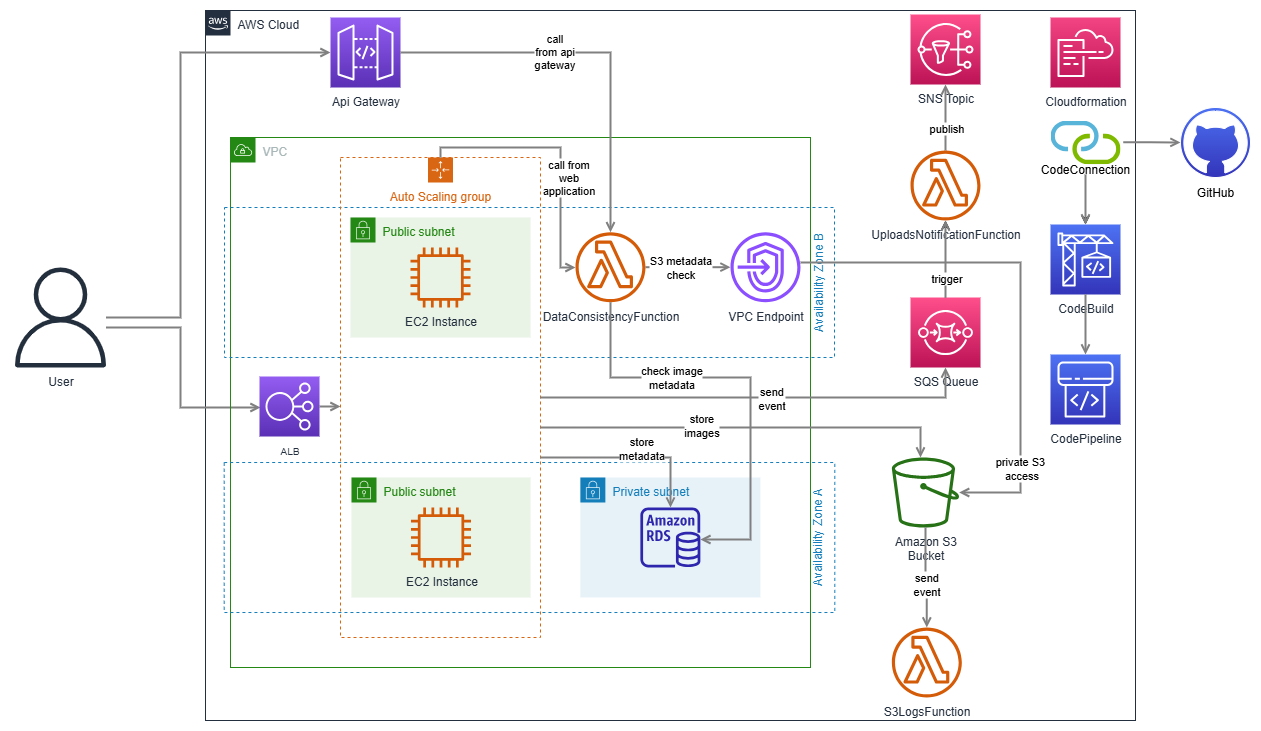 aws
AWS Cloud
Api Gateway
call
from api
gateway
SNS Topic
Cloudformation
publish
VPC
Auto Scaling group
call from
web
application
CodeConnection
GitHub
Public subnet
EC2 Instance
DataConsistencyFunction
S3 metadata
check
VPC Endpoint
Availability Zone B
UploadsNotificationFunction
trigger
CodeBuild
User
check image
metadata
SQS Queue
send
event
ALB
store
images
store
metadata
CodePipeline
private S3
access
Public subnet
EC2 Instance
Private subnet
Amazon
RDS
Availability Zone A
Amazon S3
Bucket
send
event
S3LogsFunction